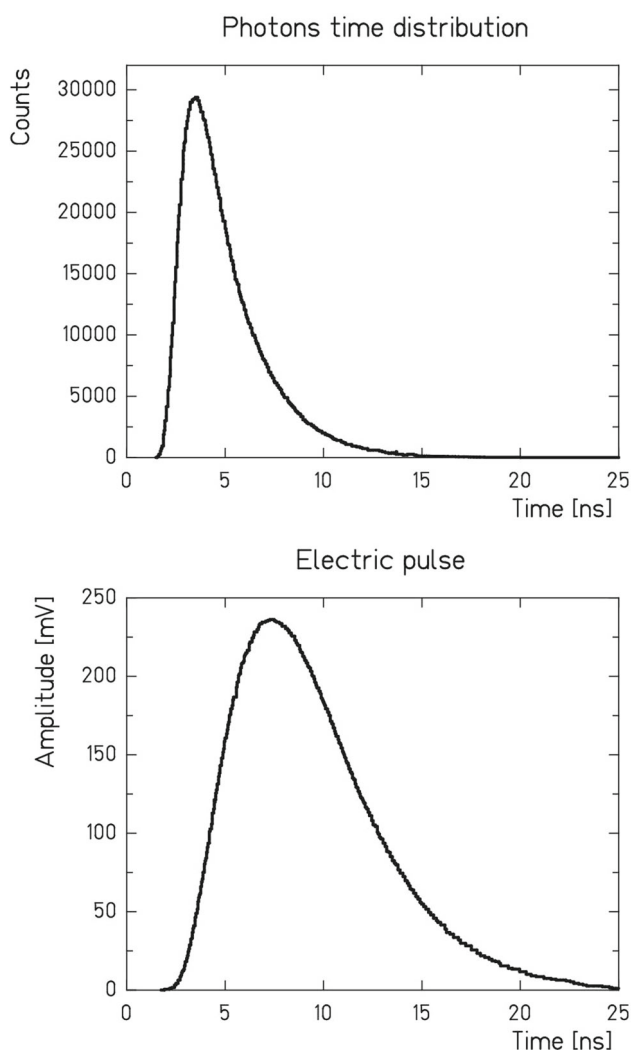 Photons time distribution
Counts
30000
25000
20000
15000
10000
5000
0
0 5 10 15 20 25
Time [ns]
Electric pulse
Amplitude [mV]
250
200
150
100
50
0
0 5 10 15 20 25
Time [ns]